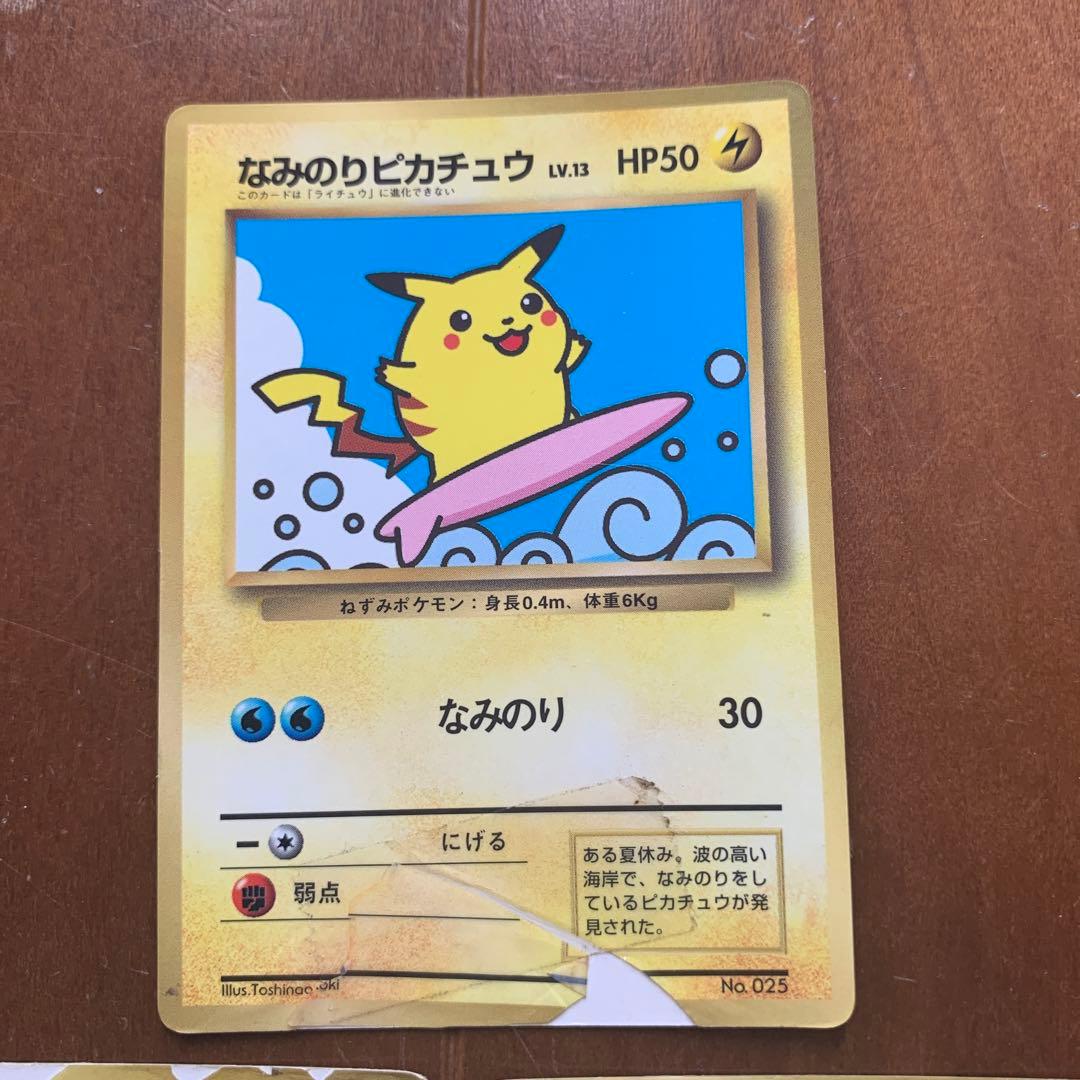 なみのりピカチュウ LV.13 HP50
このカードは「ライチュウ」に進化できない
ねずみポケモン：身長0.4m、体重6Kg
なみのり 30
にげる
弱点
ある夏休み。波の高い
海岸で、なみのりをし
ているピカチュウが発
見された。
Illus.Toshinao oki
No. 025